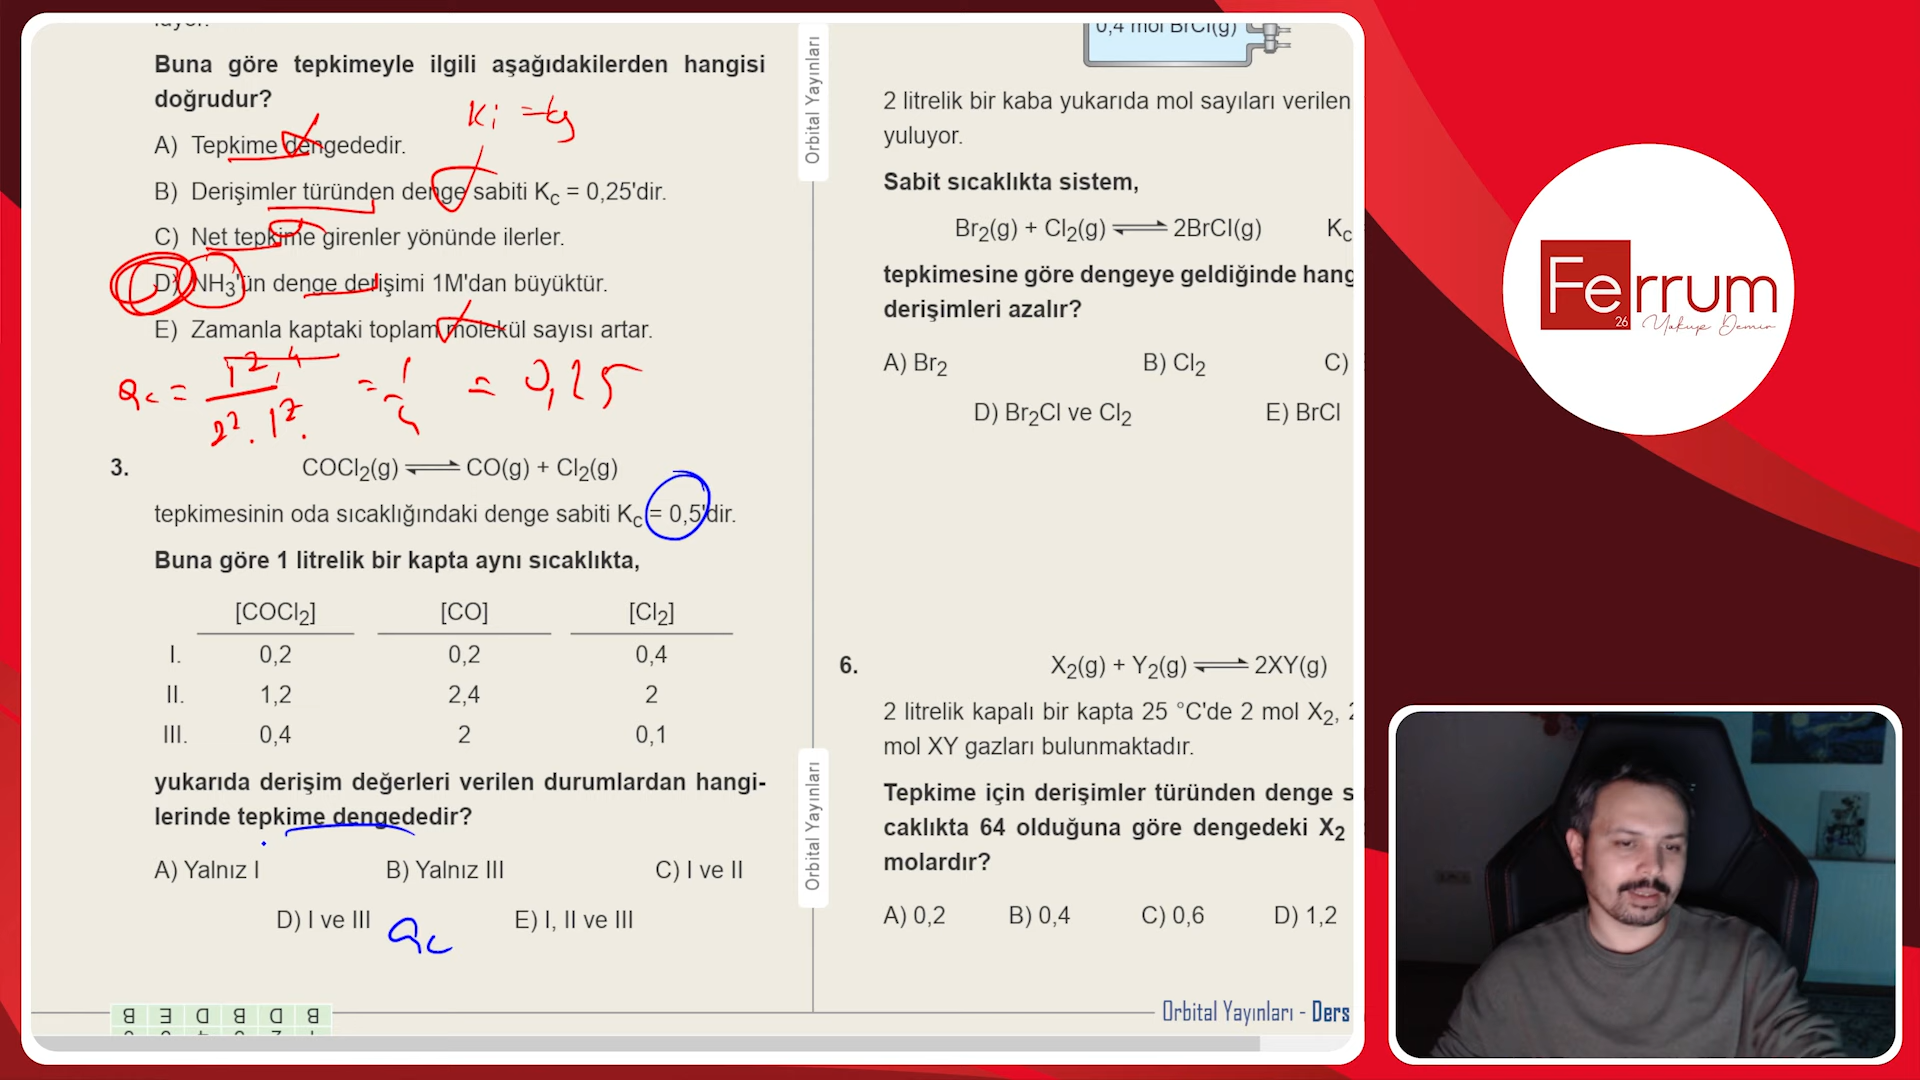 Buna göre tepkimeyle ilgili aşağıdakilerden hangisi
doğrudur?
Ki = tg
A) Tepkime dengededir.
B) Derişimler türünden denge sabiti KC = 0,25'dir.
C) Net tepkime girenler yönünde ilerler.
D) NH3'ün denge derişimi 1M'dan büyüktür.
E) Zamanla kaptaki toplam molekül sayısı artar.
= 0,25
3. COCl2(g) ⇌ CO(g) + Cl2(g)
tepkimesinin oda sıcaklığındaki denge sabiti KC = 0,5'dir.
Buna göre 1 litrelik bir kapta aynı sıcaklıkta,
[COCl2] [CO] [Cl2]
I. 0,2 0,2 0,4
II. 1,2 2,4 2
III. 0,4 2 0,1
yukarıda derişim değerleri verilen durumlardan hangi-
lerinde tepkime dengededir?
A) Yalnız I B) Yalnız III C) I ve II
D) I ve III E) I, II ve III
Qc
B D B D E B
Orbital Yayınları
Orbital Yayınları
0,4 mol BrCl(g)
2 litrelik bir kaba yukarıda mol sayıları verilen
yuluyor.
Sabit sıcaklıkta sistem,
Br2(g) + Cl2(g) ⇌ 2BrCl(g) KC
tepkimesine göre dengeye geldiğinde hang
derişimleri azalır?
A) Br2 B) Cl2 C)
D) Br2Cl ve Cl2 E) BrCl
6. X2(g) + Y2(g) ⇌ 2XY(g)
2 litrelik kapalı bir kapta 25 °C'de 2 mol X2, 2
mol XY gazları bulunmaktadır.
Tepkime için derişimler türünden denge s
caklıkta 64 olduğuna göre dengedeki X2
molardır?
A) 0,2 B) 0,4 C) 0,6 D) 1,2
Orbital Yayınları - Ders
Ferrum
26
Yakup Demir